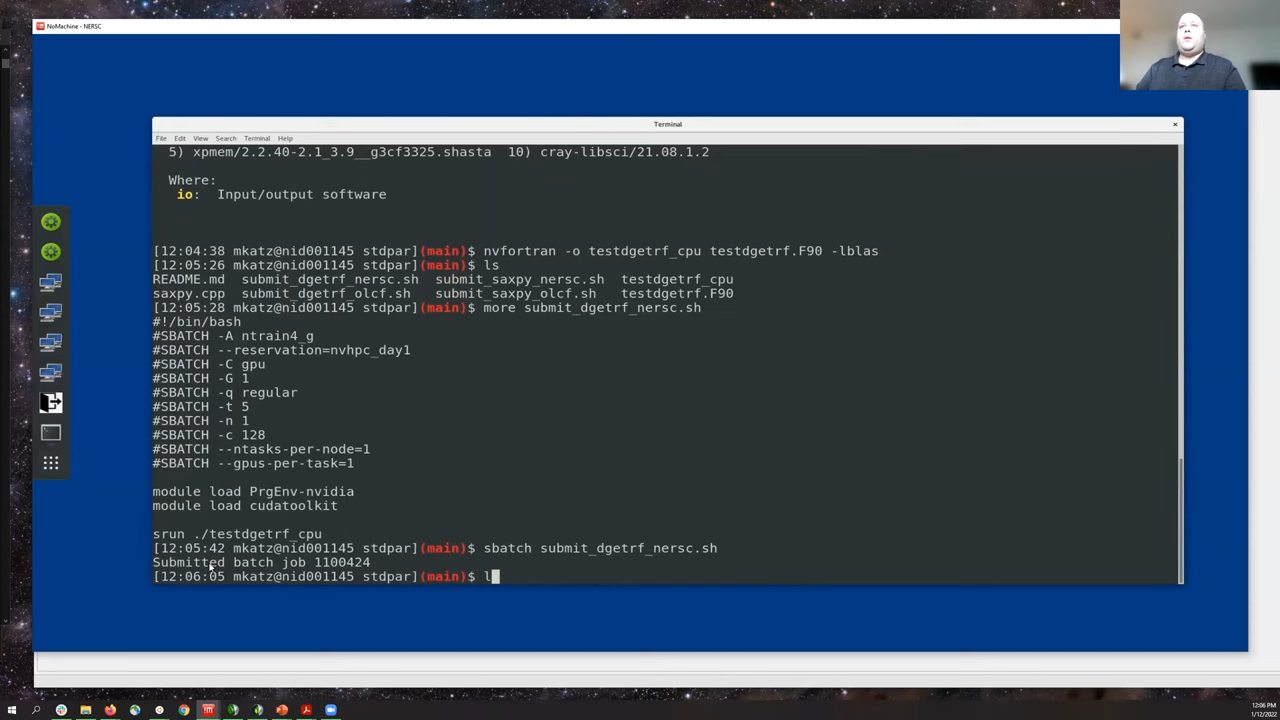 NoMachine - NERSC
Terminal
File Edit View Search Terminal Help
5) xpmem/2.2.40-2.1_3.9__g3cf3325.shasta 10) cray-libsci/21.08.1.2
Where:
io: Input/output software
[12:04:38 mkatz@nid001145 stdpar](main)$ nvfortran -o testdgetrf_cpu testdgetrf.F90 -lblas
[12:05:26 mkatz@nid001145 stdpar](main)$ ls
README.md submit_dgetrf_nersc.sh submit_saxpy_nersc.sh testdgetrf_cpu
saxpy.cpp submit_dgetrf_olcf.sh submit_saxpy_olcf.sh testdgetrf.F90
[12:05:28 mkatz@nid001145 stdpar](main)$ more submit_dgetrf_nersc.sh
#!/bin/bash
#SBATCH -A ntrain4_g
#SBATCH --reservation=nvhpc_day1
#SBATCH -C gpu
#SBATCH -G 1
#SBATCH -q regular
#SBATCH -t 5
#SBATCH -n 1
#SBATCH -c 128
#SBATCH --ntasks-per-node=1
#SBATCH --gpus-per-task=1
module load PrgEnv-nvidia
module load cudatoolkit
srun ./testdgetrf_cpu
[12:05:42 mkatz@nid001145 stdpar](main)$ sbatch submit_dgetrf_nersc.sh
Submitted batch job 1100424
[12:06:05 mkatz@nid001145 stdpar](main)$ l
12:06 PM
1/12/2022